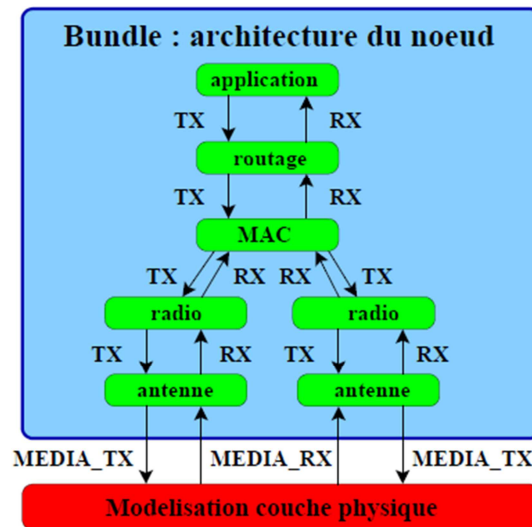 Bundle : architecture du noeud
application
TX RX
routage
TX RX
MAC
TX RX RX TX
radio radio
TX RX TX RX
antenne antenne
MEDIA_TX MEDIA_RX MEDIA_TX
Modelisation couche physique